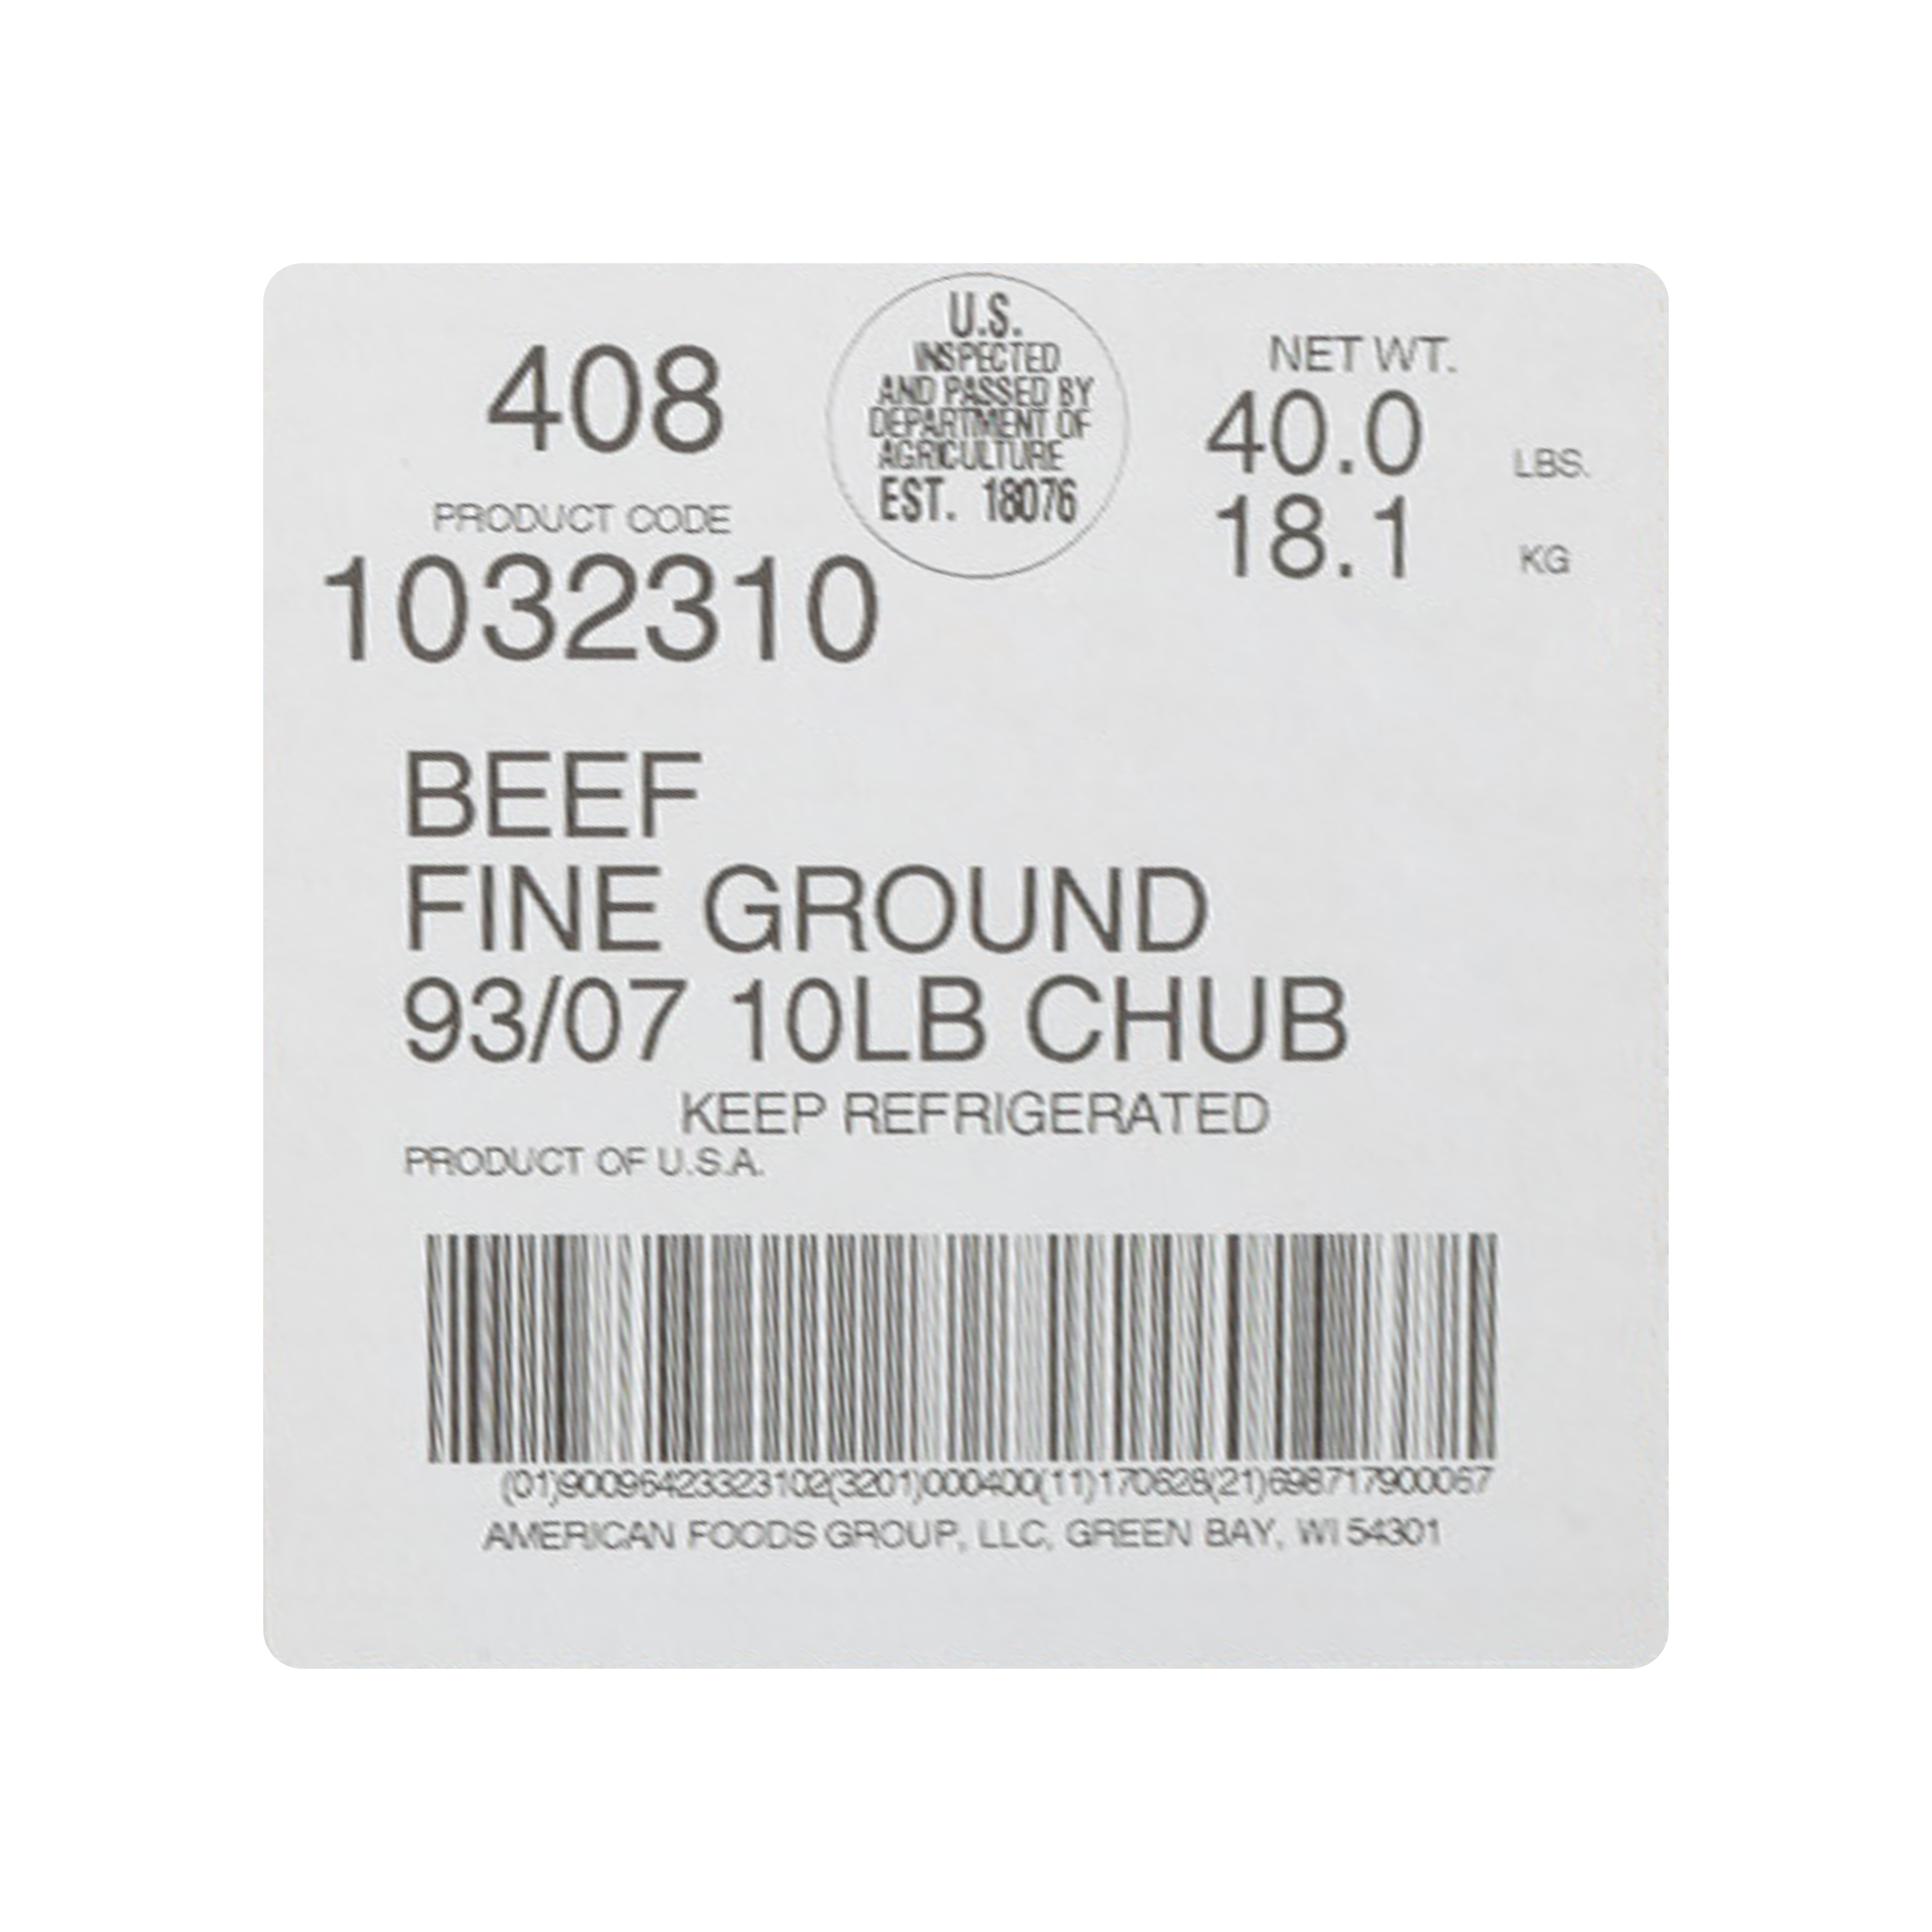 408
PRODUCT CODE
1032310
U.S.
INSPECTED
AND PASSED BY
DEPARTMENT OF
AGRICULTURE
EST. 18076
NET WT.
40.0 LBS.
18.1 KG
BEEF
FINE GROUND
93/07 10LB CHUB
KEEP REFRIGERATED
PRODUCT OF U.S.A.
(01)90096423323102(3201)000400(11)170628(21)698717900067
AMERICAN FOODS GROUP, LLC, GREEN BAY, WI 54301